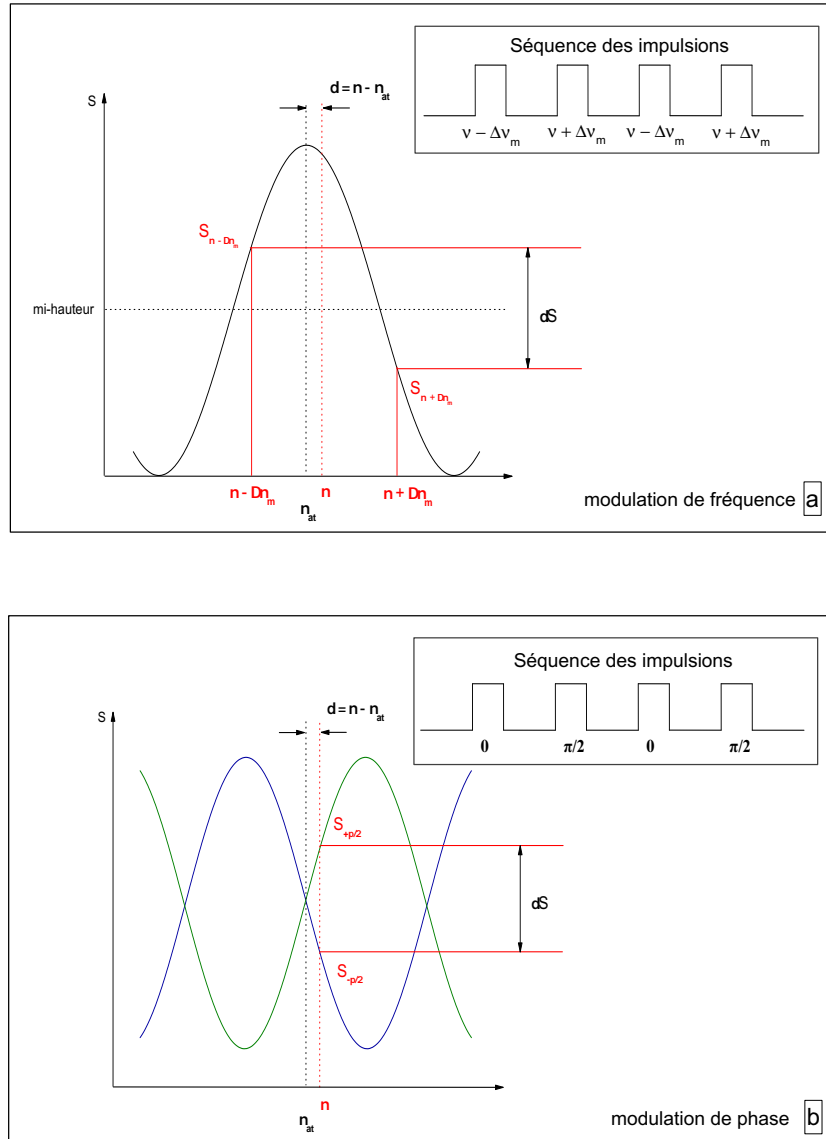 Séquence des impulsions
ν − Δν_m ν + Δν_m ν − Δν_m ν + Δν_m
d = n - n_at
S
S_n - Dn_m
mi-hauteur
dS
S_n + Dn_m
n - Dn_m n n + Dn_m
n_at
modulation de fréquence a
Séquence des impulsions
0 π/2 0 π/2
d = n - n_at
S
S_+p/2
dS
S_-p/2
n
n_at
modulation de phase b